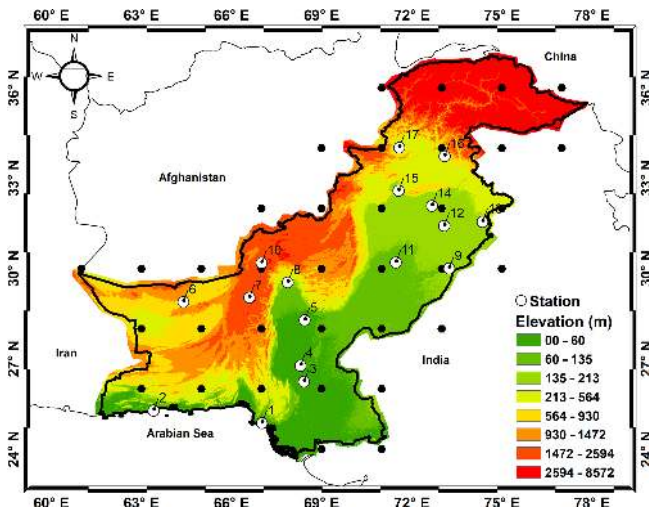 60° E 63° E 66° E 69° E 72° E 75° E
N
W E
S
China
36° N
36° N
17
16
Afghanistan
33° N
33° N
15
14
12
10
11
9
30° N
30° N
8
6
7
Station
5
Elevation (m)
Iran
India
00 - 60
4
60 - 135
27° N
27° N
3
135 - 213
213 - 564
2
564 - 930
1
930 - 1472
Arabian Sea
1472 - 2594
24° N
24° N
2594 - 8572
60° E 63° E 66° E 69° E 72° E 75° E